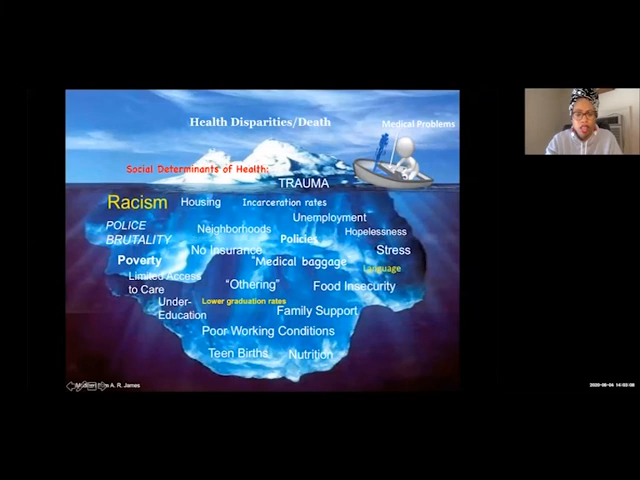 Health Disparities/Death
Medical Problems
Social Determinants of Health:
TRAUMA
Racism
Housing
Incarceration rates
Unemployment
POLICE
BRUTALITY
Neighborhoods
Policies
Hopelessness
No Insurance
Stress
Poverty
"Medical baggage
Language
Limited Access
to Care
"Othering"
Food Insecurity
Under-
Education
Lower graduation rates
Family Support
Poor Working Conditions
Teen Births
Nutrition
A. R. James